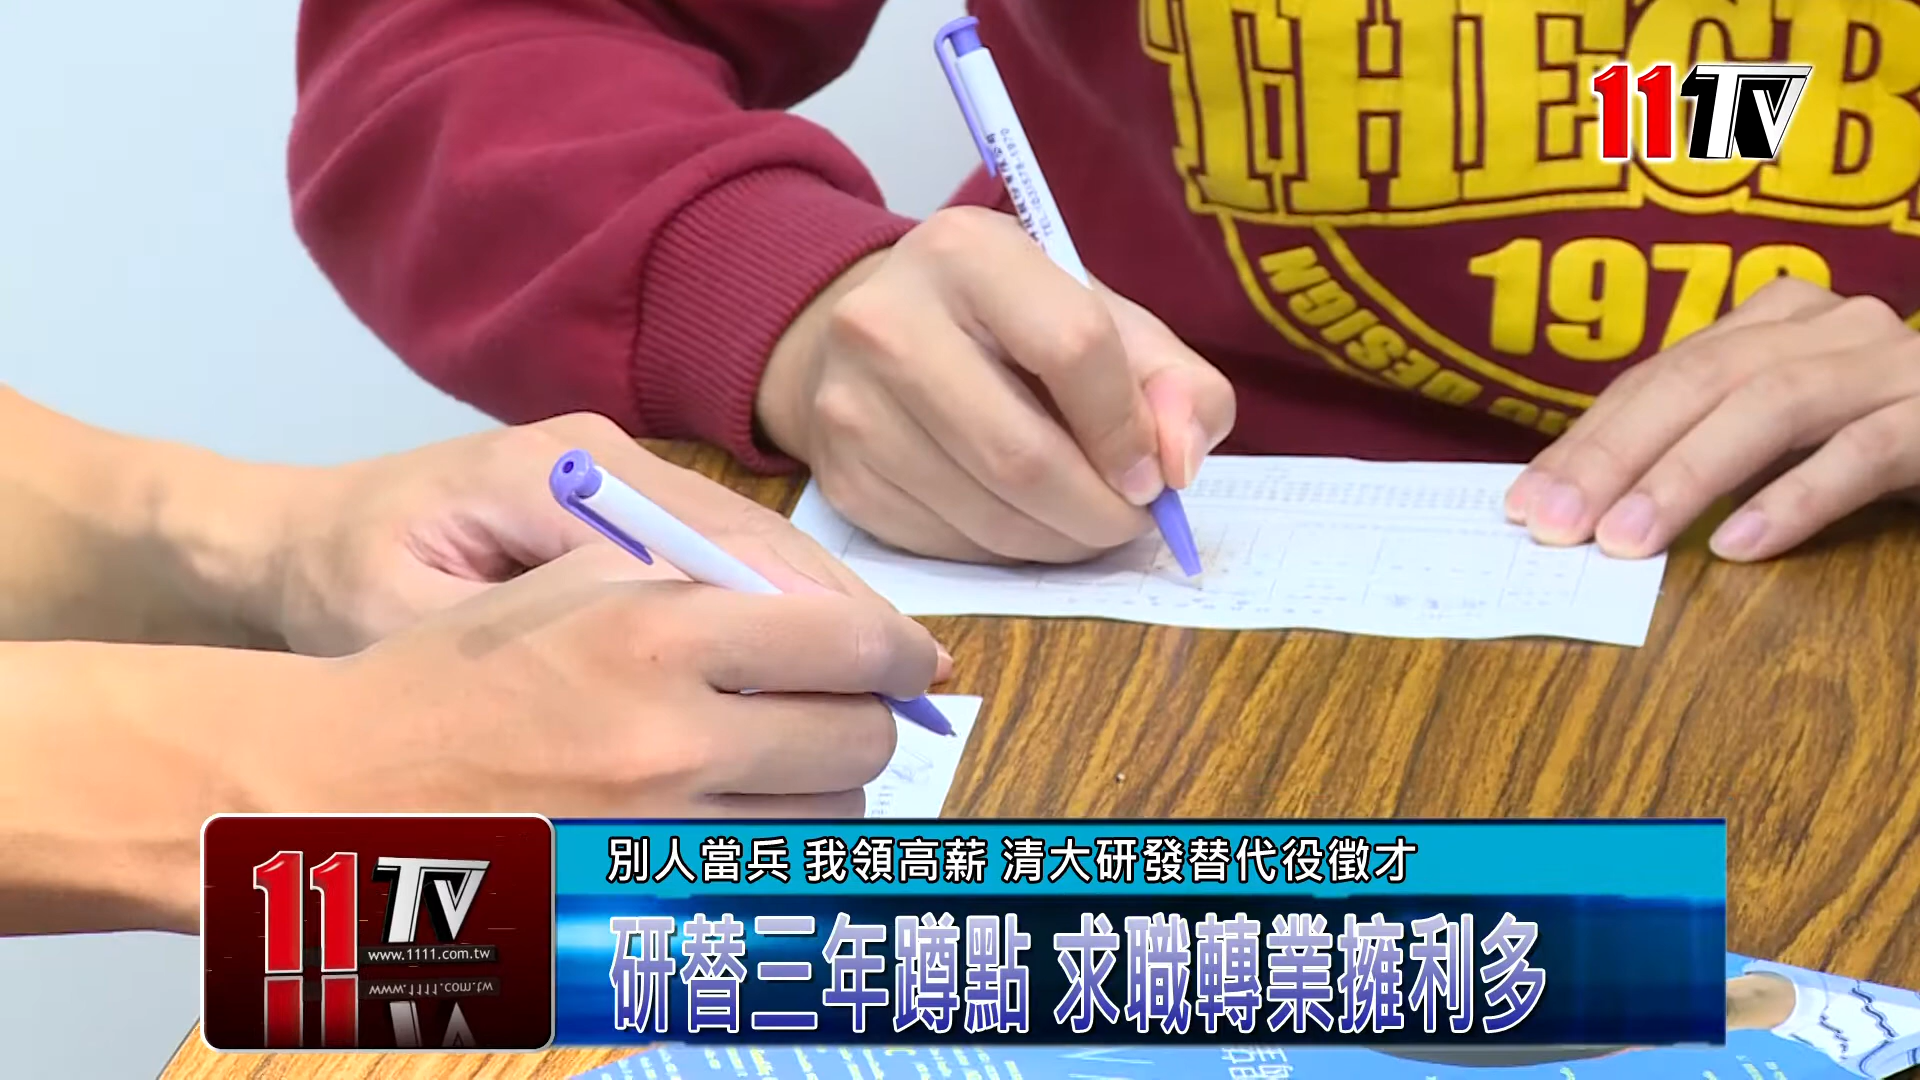 THECB
11TV
1970
DESIGN
別人當兵 我領高薪 清大研發替代役徵才
研替三年蹲點 求職轉業擁利多
11TV
www.1111.com.tw